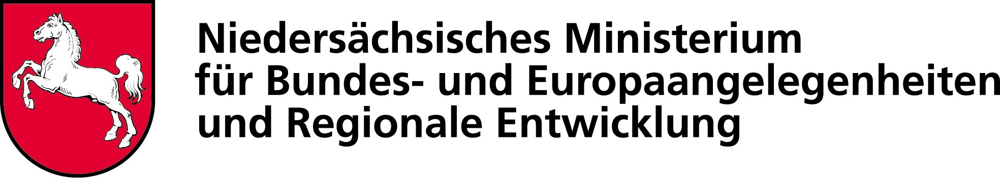 Niedersächsisches Ministerium
für Bundes- und Europaangelegenheiten
und Regionale Entwicklung